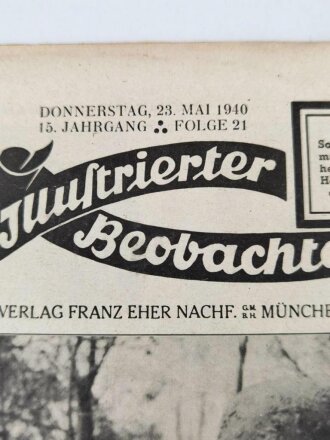 DONNERSTAG, 23. MAI 1940
15. JAHRGANG ∴ FOLGE 21
Illustrierter
Beobachte
VERLAG FRANZ EHER NACHF. G.M.B.H. MÜNCHE